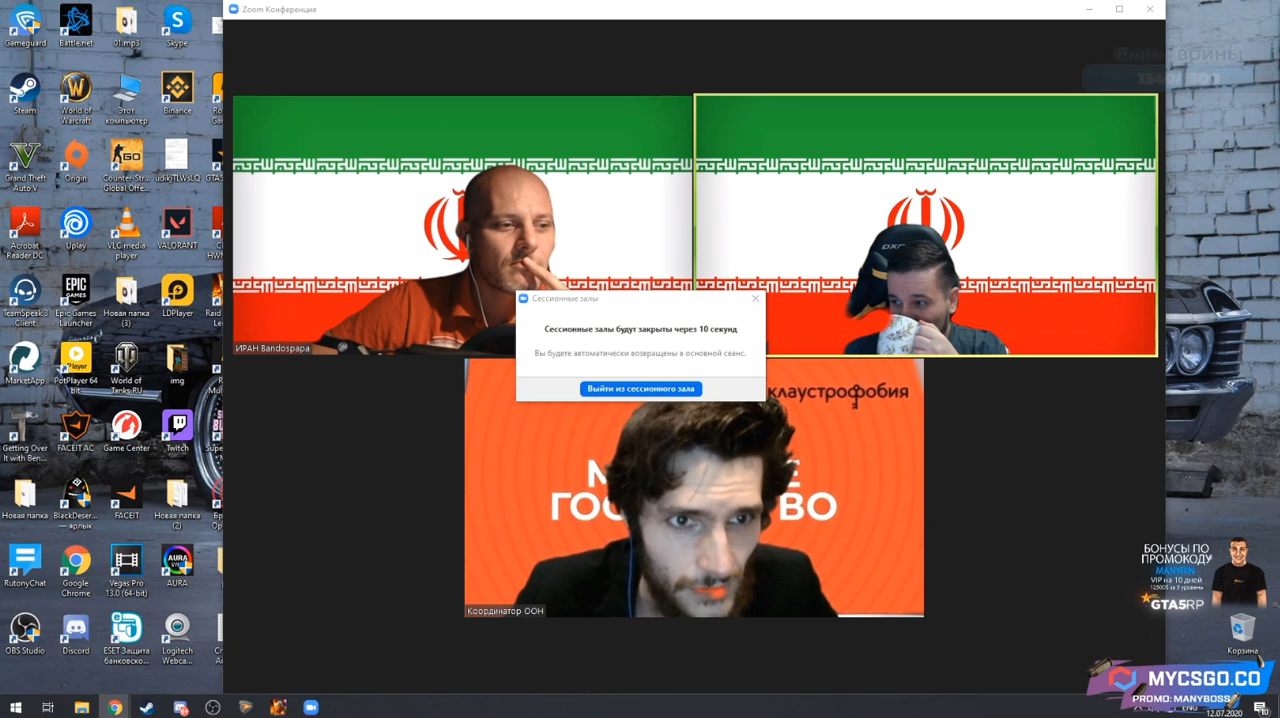 Zoom Конференция
Gameguard
Battle.net
01.mp3
Skype
Steam
World of Warcraft
Этот компьютер
Binance
Grand Theft Auto V
Origin
Counter-Str... Global Offe...
udikjTLWsLQ
Acrobat Reader DC
Uplay
VLC media player
VALORANT
TeamSpeak 3 Client
Epic Games Launcher
Новая папка (3)
LDPlayer
MarketApp
PotPlayer 64 bit
World of Tanks RU
img
Getting Over It with Ben...
FACEIT AC
Game Center
Twitch
Новая папка
BlackDeser... — ярлык
FACEIT
Новая папка (2)
RutonyChat
Google Chrome
Vegas Pro 13.0 (64-bit)
AURA
OBS Studio
Discord
ESET Защита банковско...
Logitech Webca...
ИРАН Bandospapa
Сессионные залы
Сессионные залы будут закрыты через 10 секунд
Вы будете автоматически возвращены в основной сеанс.
Выйти из сессионного зала
клаустрофобия
Координатор ООН
БОНУСЫ ПО
ПРОМОКОДУ
VIP на 10 дней
GTA5RP
Корзина
MYCSGO.CO
PROMO: MANYBOSS
ENG
12.07.2020